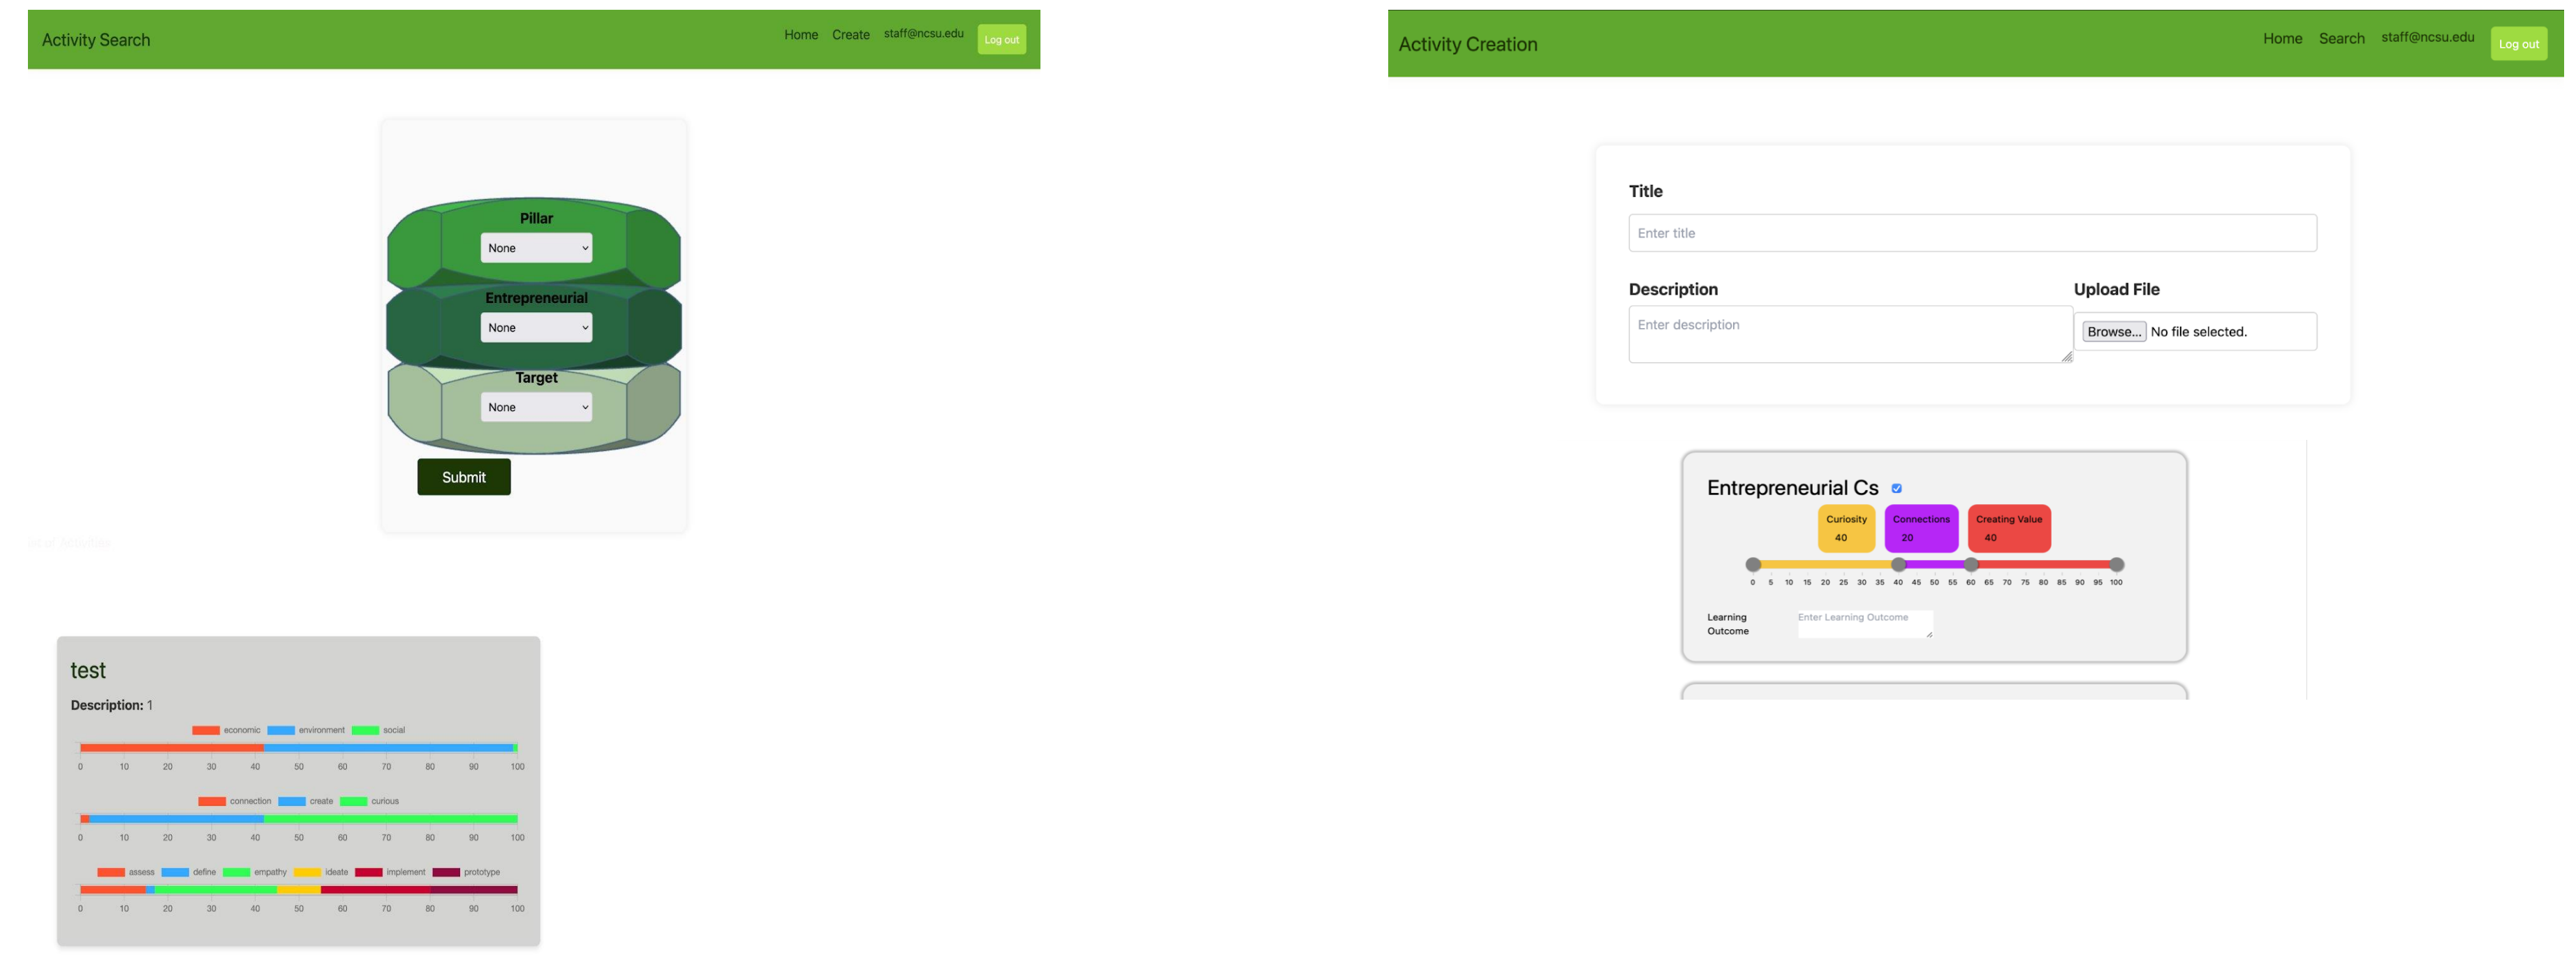 Activity Search
Home Create staff@ncsu.edu Log out
Pillar
None
Entrepreneurial
None
Target
None
Submit
test
Description: 1
economic environment social
0 10 20 30 40 50 60 70 80 90 100
connection create curious
0 10 20 30 40 50 60 70 80 90 100
assess define empathy ideate implement prototype
0 10 20 30 40 50 60 70 80 90 100
Activity Creation
Home Search staff@ncsu.edu Log out
Title
Enter title
Description Upload File
Enter description
Browse... No file selected.
Entrepreneurial Cs
Curiosity Connections Creating Value
40 20 40
0 5 10 15 20 25 30 35 40 45 50 55 60 65 70 75 80 85 90 95 100
Learning Enter Learning Outcome
Outcome